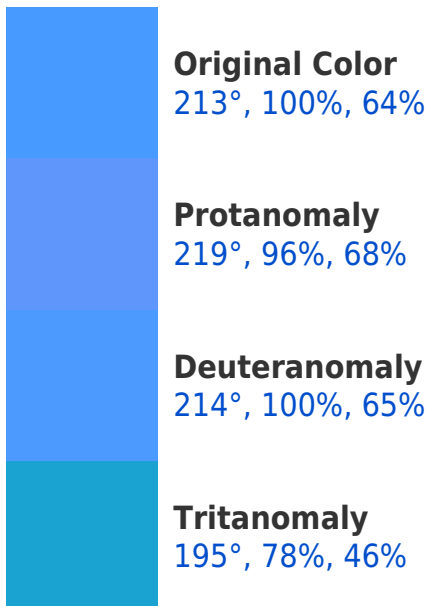 Original Color
213°, 100%, 64%
Protanomaly
219°, 96%, 68%
Deuteranomaly
214°, 100%, 65%
Tritanomaly
195°, 78%, 46%